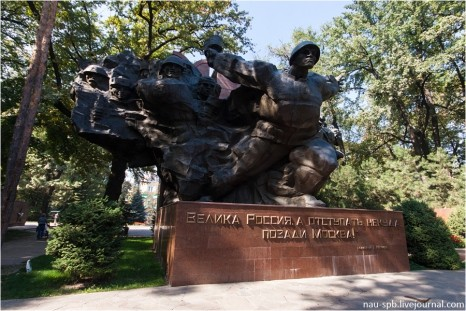 ВЕЛИКА РОССИЯ, А ОТСТУПАТЬ НЕКУДА
ПОЗАДИ МОСКВА!
nau-spb.livejournal.com